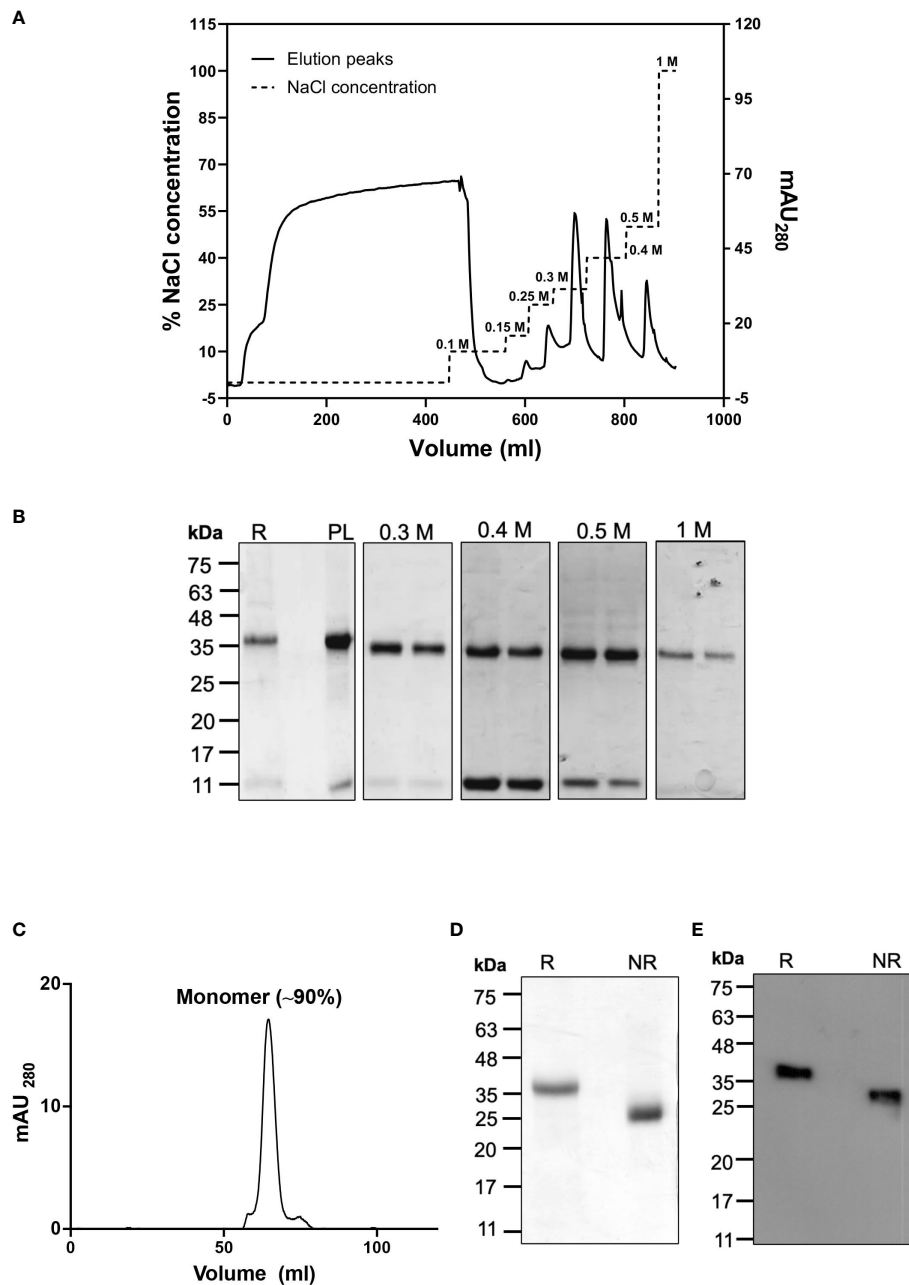 A
115
100
85
70
55
40
25
10
-5
% NaCl concentration
Elution peaks
NaCl concentration
0.1 M
0.15 M
0.25 M
0.3 M
0.4 M
0.5 M
1 M
120
95
70
45
20
-5
mAU280
0 200 400 600 800 1000
Volume (ml)
B
kDa R PL 0.3 M 0.4 M 0.5 M 1 M
75
63
48
35
25
20
17
11
C
20
10
0
mAU 280
Monomer (~90%)
0 50 100
Volume (ml)
D
kDa R NR
75
63
48
35
25
20
17
11
E
kDa R NR
75
63
48
35
25
20
17
11